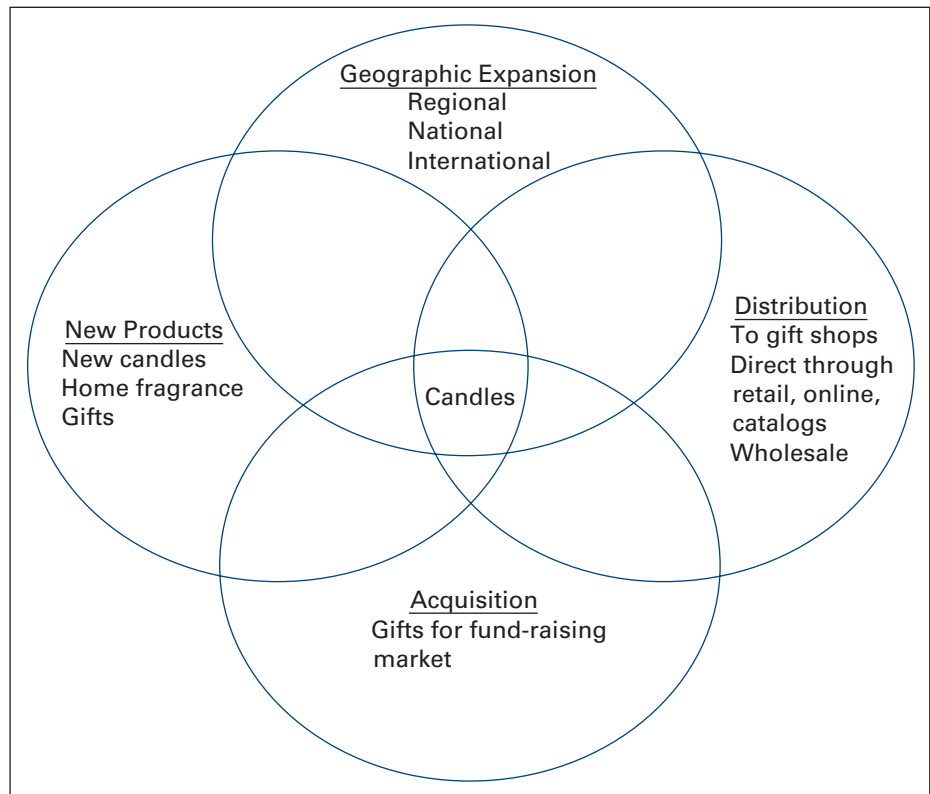 Geographic Expansion
Regional
National
International
New Products
New candles
Home fragrance
Gifts
Candles
Distribution
To gift shops
Direct through
retail, online,
catalogs
Wholesale
Acquisition
Gifts for fund-raising
market